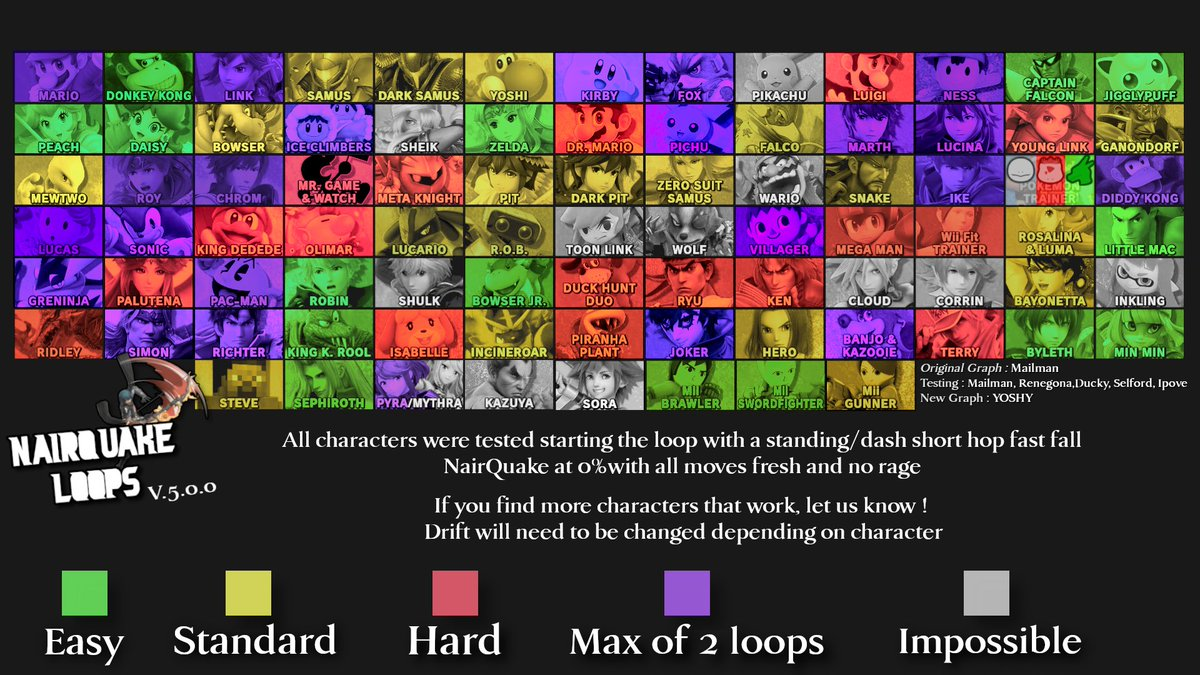 MARIO DONKEY KONG LINK SAMUS DARK SAMUS YOSHI KIRBY FOX PIKACHU LUIGI NESS CAPTAIN FALCON JIGGLYPUFF
PEACH DAISY BOWSER ICE CLIMBERS SHEIK ZELDA DR. MARIO PICHU FALCO MARTH LUCINA YOUNG LINK GANONDORF
MEWTWO ROY CHROM MR. GAME & WATCH META KNIGHT PIT DARK PIT ZERO SUIT SAMUS WARIO SNAKE IKE POKÉMON TRAINER DIDDY KONG
LUCAS SONIC KING DEDEDE OLIMAR LUCARIO R.O.B. TOON LINK WOLF VILLAGER MEGA MAN Wii Fit TRAINER ROSALINA & LUMA LITTLE MAC
GRENINJA PALUTENA PAC-MAN ROBIN SHULK BOWSER JR. DUCK HUNT DUO RYU KEN CLOUD CORRIN BAYONETTA INKLING
RIDLEY SIMON RICHTER KING K. ROOL ISABELLE INCINEROAR PIRANHA PLANT JOKER HERO BANJO & KAZOOIE TERRY BYLETH MIN MIN
STEVE SEPHIROTH PYRA/MYTHRA KAZUYA SORA Mii BRAWLER Mii SWORDFIGHTER Mii GUNNER
Original Graph : Mailman
Testing : Mailman, Renegona,Ducky, Selford, Ipove
New Graph : YOSHY
NAIRQUAKE
LOOPS V.5.0.0
All characters were tested starting the loop with a standing/dash short hop fast fall
NairQuake at 0%with all moves fresh and no rage
If you find more characters that work, let us know !
Drift will need to be changed depending on character
Easy Standard Hard Max of 2 loops Impossible